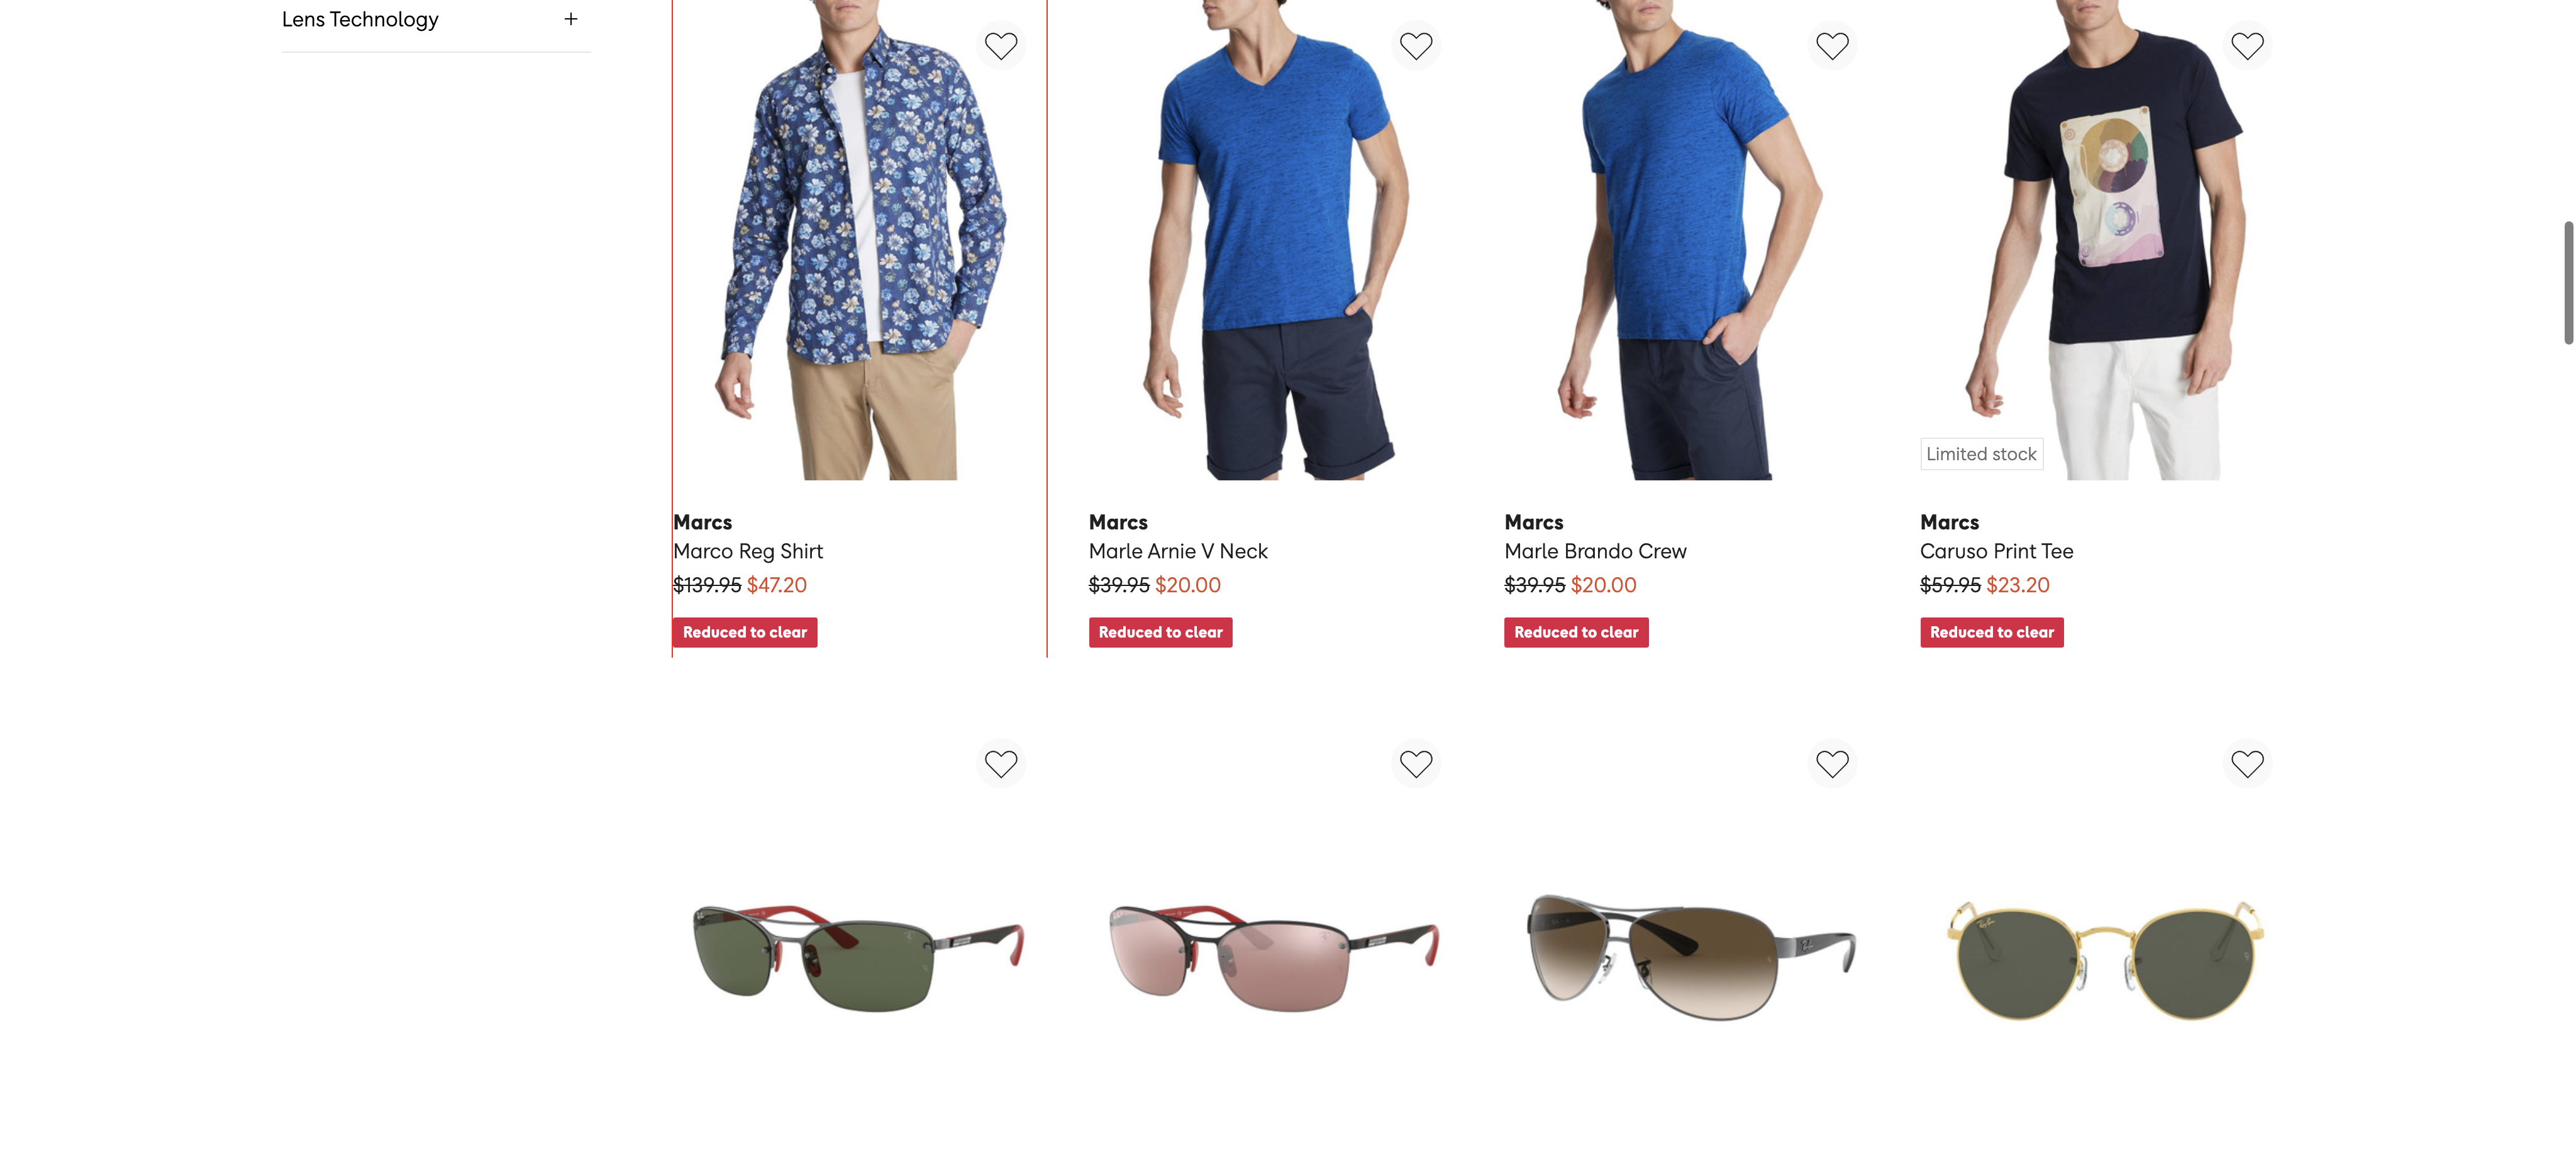 Lens Technology
Limited stock
Marcs
Marco Reg Shirt
$139.95 $47.20
Reduced to clear
Marcs
Marle Arnie V Neck
$39.95 $20.00
Reduced to clear
Marcs
Marle Brando Crew
$39.95 $20.00
Reduced to clear
Marcs
Caruso Print Tee
$59.95 $23.20
Reduced to clear
Ray-Ban